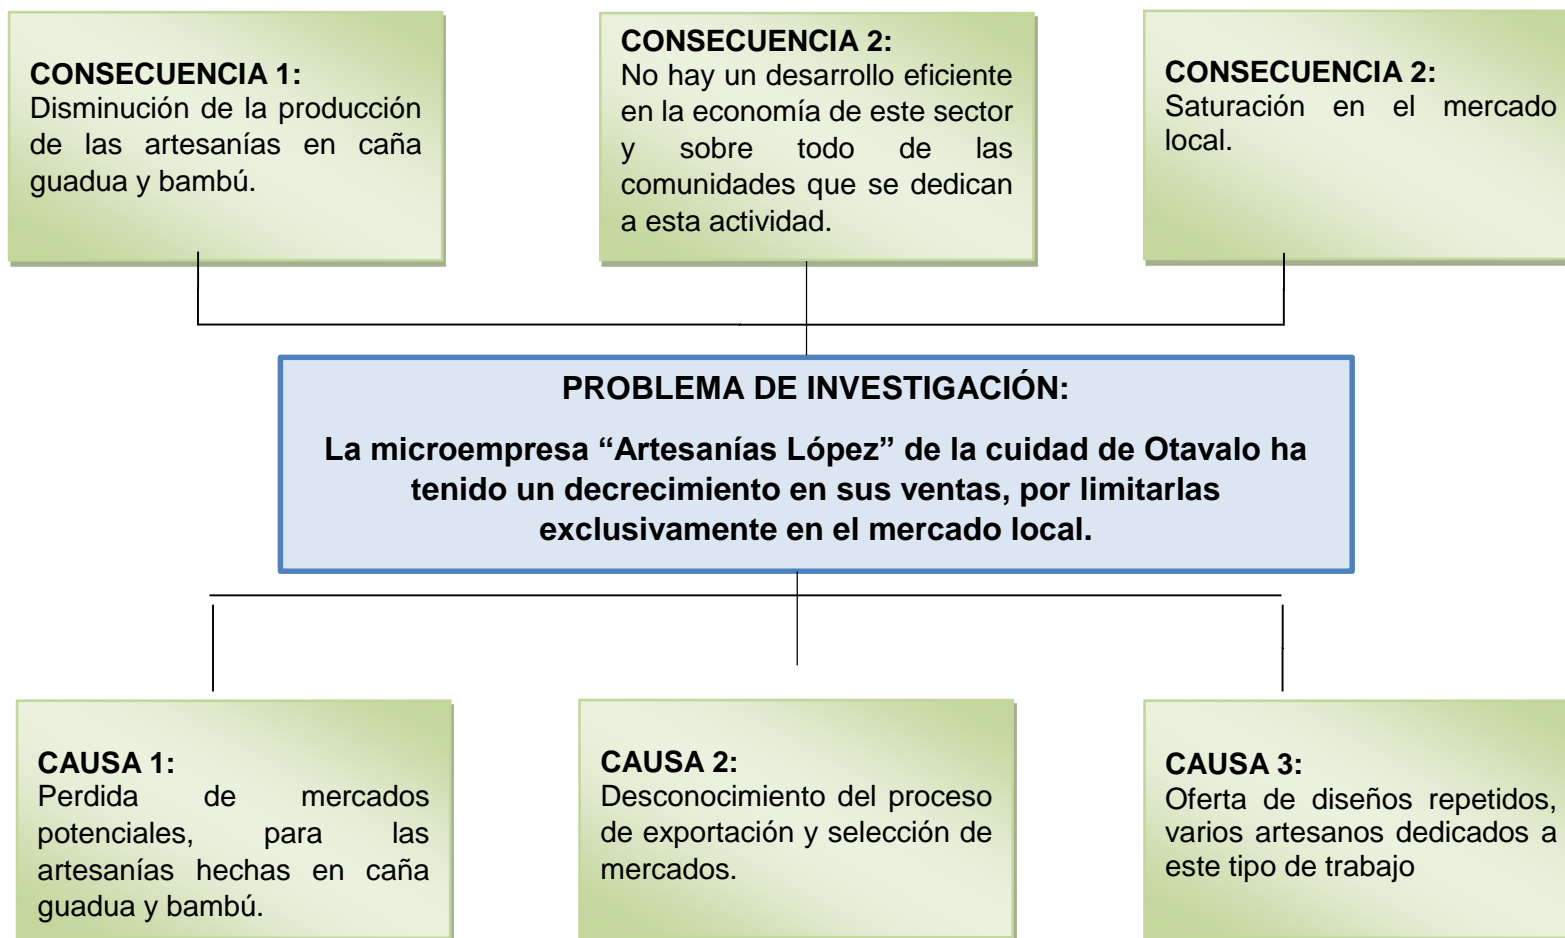 CONSECUENCIA 1:
Disminución de la producción
de las artesanías en caña
guadua y bambú.
CONSECUENCIA 2:
No hay un desarrollo eficiente
en la economía de este sector
y sobre todo de las
comunidades que se dedican
a esta actividad.
CONSECUENCIA 2:
Saturación en el mercado
local.
PROBLEMA DE INVESTIGACIÓN:
La microempresa “Artesanías López” de la cuidad de Otavalo ha
tenido un decrecimiento en sus ventas, por limitarlas
exclusivamente en el mercado local.
CAUSA 1:
Perdida de mercados
potenciales, para las
artesanías hechas en caña
guadua y bambú.
CAUSA 2:
Desconocimiento del proceso
de exportación y selección de
mercados.
CAUSA 3:
Oferta de diseños repetidos,
varios artesanos dedicados a
este tipo de trabajo